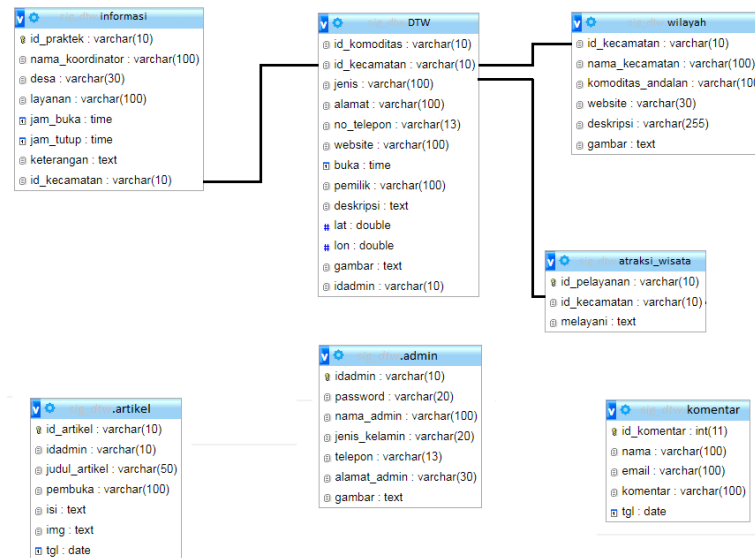 informasi
id_praktek : varchar(10)
nama_koordinator : varchar(100)
desa : varchar(30)
layanan : varchar(100)
jam_buka : time
jam_tutup : time
keterangan : text
id_kecamatan : varchar(10)
DTW
id_komoditas : varchar(10)
id_kecamatan : varchar(10)
jenis : varchar(100)
alamat : varchar(100)
no_telepon : varchar(13)
website : varchar(100)
buka : time
pemilik : varchar(100)
deskripsi : text
# lat : double
# lon : double
gambar : text
idadmin : varchar(10)
wilayah
id_kecamatan : varchar(10)
nama_kecamatan : varchar(100)
komoditas_andalan : varchar(100
website : varchar(30)
deskripsi : varchar(255)
gambar : text
atraksi_wisata
id_pelayanan : varchar(10)
id_kecamatan : varchar(10)
melayani : text
.admin
idadmin : varchar(10)
password : varchar(20)
nama_admin : varchar(100)
jenis_kelamin : varchar(20)
telepon : varchar(13)
alamat_admin : varchar(30)
gambar : text
.artikel
id_artikel : varchar(10)
idadmin : varchar(10)
judul_artikel : varchar(50)
pembuka : varchar(100)
isi : text
img : text
tgl : date
komentar
id_komentar : int(11)
nama : varchar(100)
email : varchar(100)
komentar : varchar(100)
tgl : date